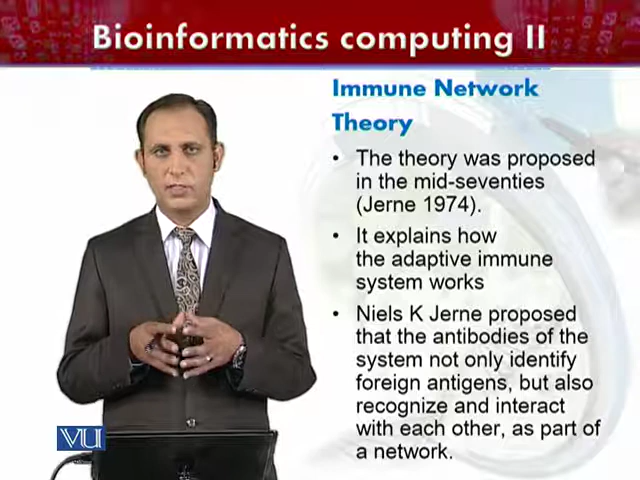 Bioinformatics computing II
Immune Network
Theory
• The theory was proposed
in the mid-seventies
(Jerne 1974).
• It explains how
the adaptive immune
system works
• Niels K Jerne proposed
that the antibodies of the
system not only identify
foreign antigens, but also
recognize and interact
with each other, as part of
a network.
VU